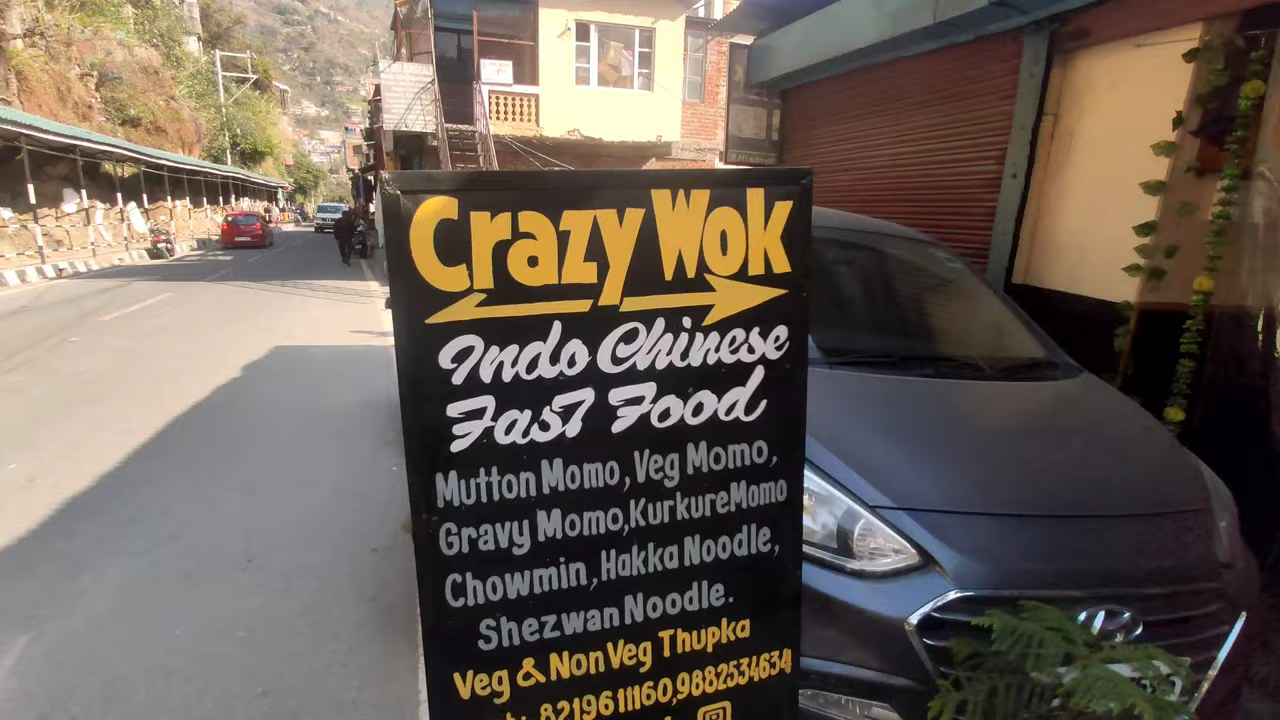 Crazy Wok
Indo Chinese
Fast Food
Mutton Momo, Veg Momo,
Gravy Momo, Kurkure Momo
Chowmin, Hakka Noodle,
Shezwan Noodle.
Veg & Non Veg Thupka
8219611160, 9882534634